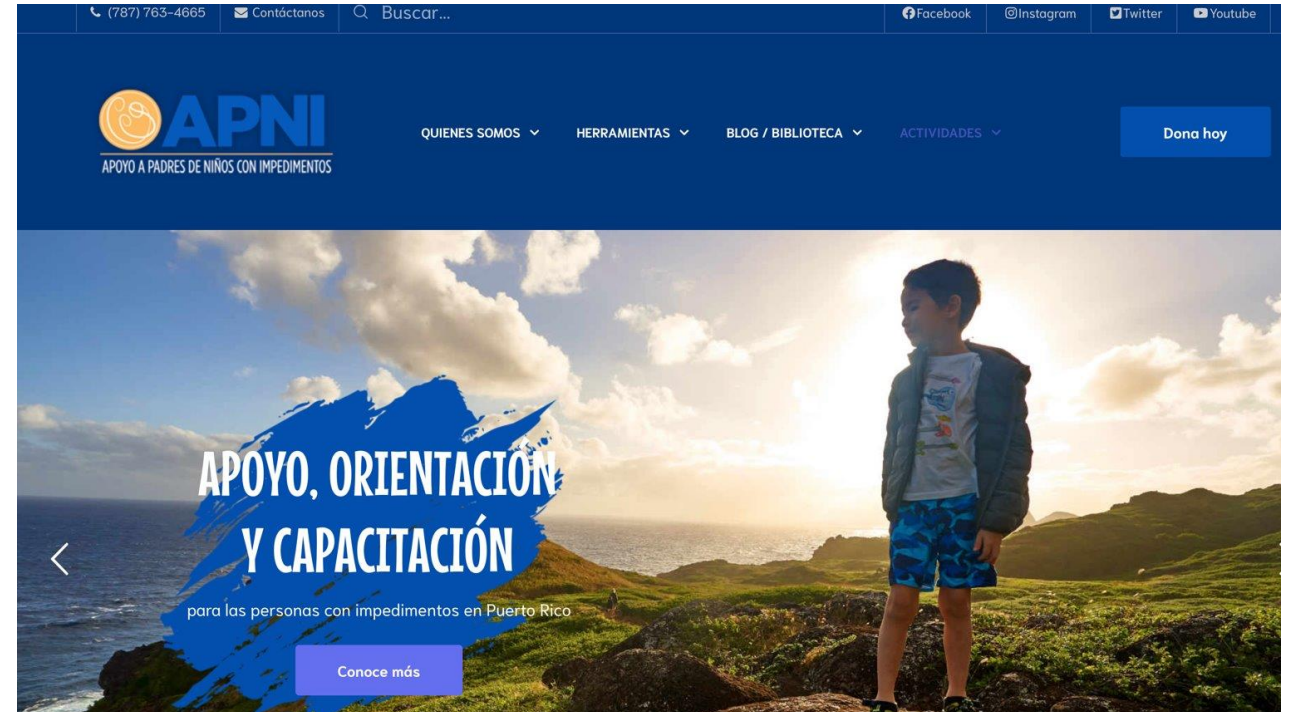 (787) 763-4665 Contáctanos Buscar... Facebook Instagram Twitter Youtube
APNI
APOYO A PADRES DE NIÑOS CON IMPEDIMENTOS
QUIENES SOMOS HERRAMIENTAS BLOG / BIBLIOTECA ACTIVIDADES Dona hoy
APOYO, ORIENTACIÓN
Y CAPACITACIÓN
para las personas con impedimentos en Puerto Rico
Conoce más